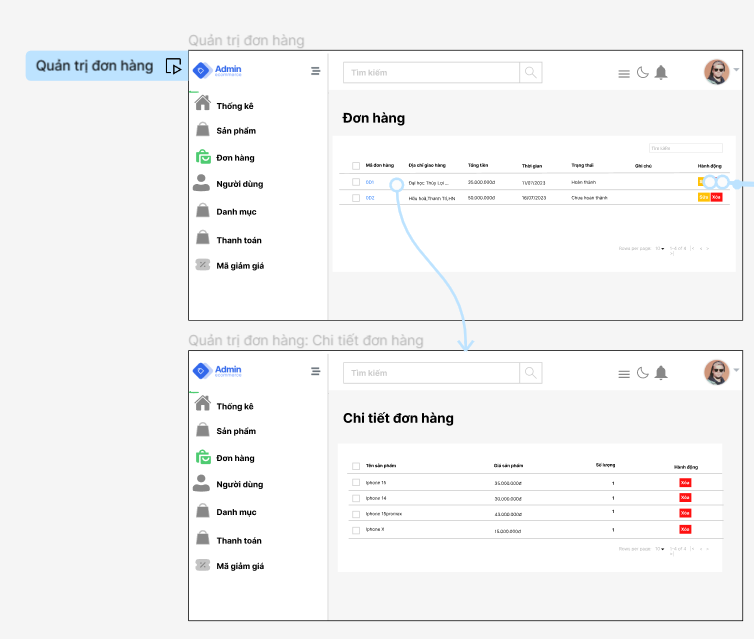 Quản trị đơn hàng
Quản trị đơn hàng
Admin
ecommerce
Tìm kiếm
Thống kê
Sản phẩm
Đơn hàng
Người dùng
Danh mục
Thanh toán
Mã giảm giá
Đơn hàng
Tìm kiếm
Mã đơn hàng Địa chỉ giao hàng Tổng tiền Thời gian Trạng thái Ghi chú Hành động
001 Đại học Thủy Lợi,... 35.000.000đ 11/07/2023 Hoàn thành
002 Hữu hoà,Thanh Trì,HN 50.000.000đ 16/07/2023 Chưa hoàn thành Sửa Xóa
Rows per page: 10 1-4 of 8
Quản trị đơn hàng: Chi tiết đơn hàng
Admin
ecommerce
Tìm kiếm
Thống kê
Sản phẩm
Đơn hàng
Người dùng
Danh mục
Thanh toán
Mã giảm giá
Chi tiết đơn hàng
Tên sản phẩm Giá sản phẩm Số lượng Hành động
Iphone 15 35.000.000đ 1 Xóa
Iphone 14 30.000.000đ 1 Xóa
Iphone 15promax 43.000.000đ 1 Xóa
Iphone X 15.000.000đ 1 Xóa
Rows per page: 10